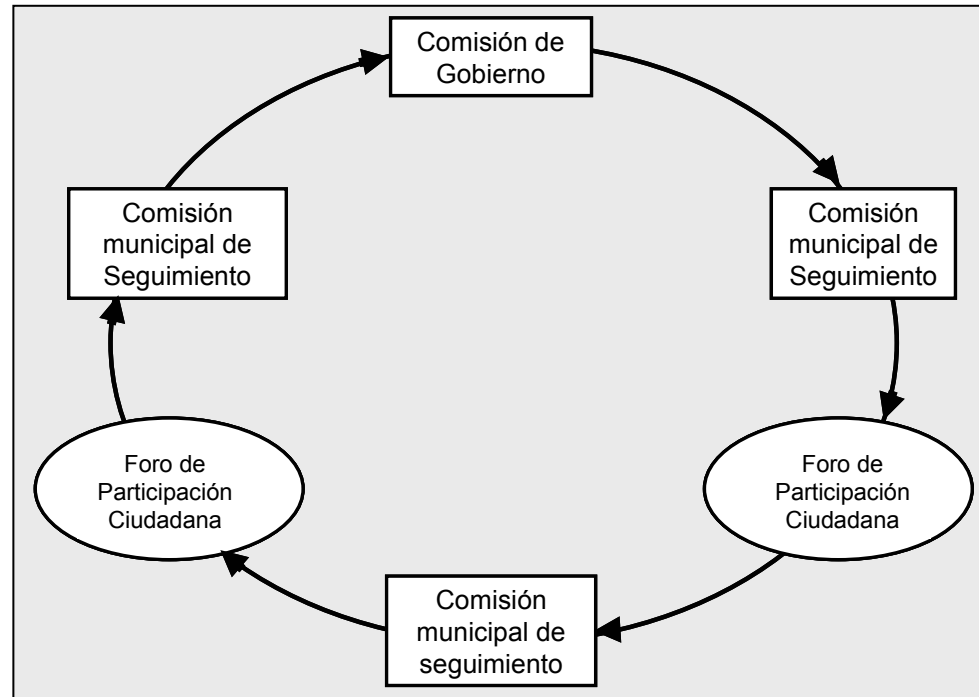 Comisión de
Gobierno
Comisión
municipal de
Seguimiento
Comisión
municipal de
Seguimiento
Foro de
Participación
Ciudadana
Foro de
Participación
Ciudadana
Comisión
municipal de
seguimiento